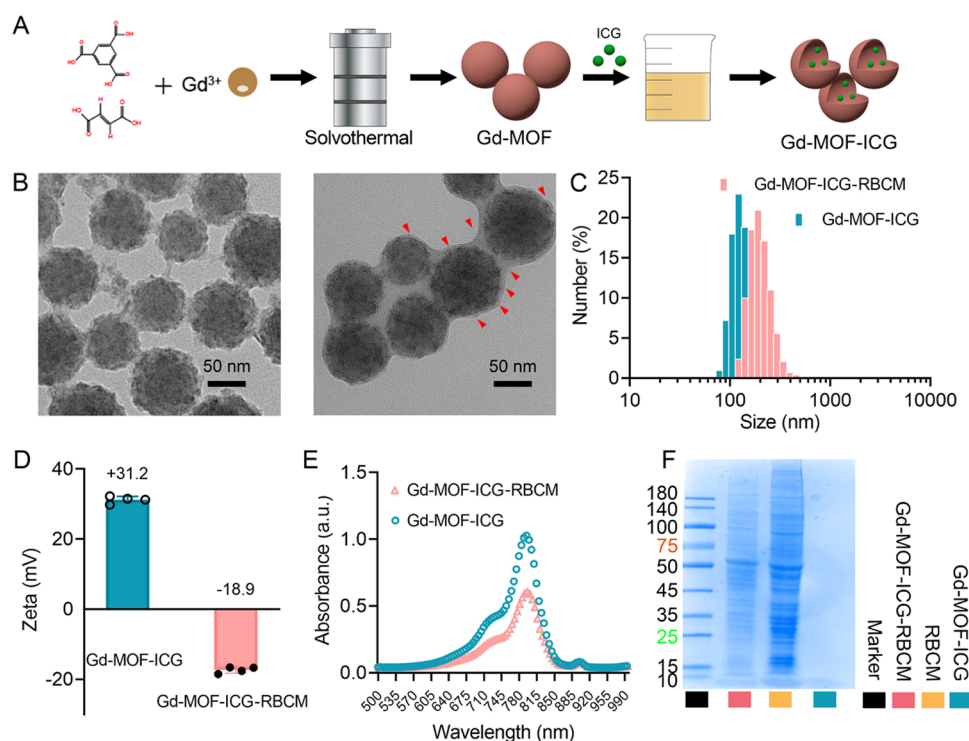 A
HO
O
O
OH
O
OH
+ Gd³⁺
HO
O
H
H
O
OH
Solvothermal
Gd-MOF
ICG
Gd-MOF-ICG
B
50 nm
50 nm
C
Number (%)
25
20
15
10
5
0
Gd-MOF-ICG-RBCM
Gd-MOF-ICG
10 100 1000 10000
Size (nm)
D
Zeta (mV)
40
20
0
-20
+31.2
-18.9
Gd-MOF-ICG
Gd-MOF-ICG-RBCM
E
Absorbance (a.u.)
1.5
1.0
0.5
0.0
Gd-MOF-ICG-RBCM
Gd-MOF-ICG
500 535 570 605 640 675 710 745 780 815 850 885 920 955 990
Wavelength (nm)
F
180
140
100
75
50
45
35
25
15
10
Marker
Gd-MOF-ICG-RBCM
RBCM
Gd-MOF-ICG